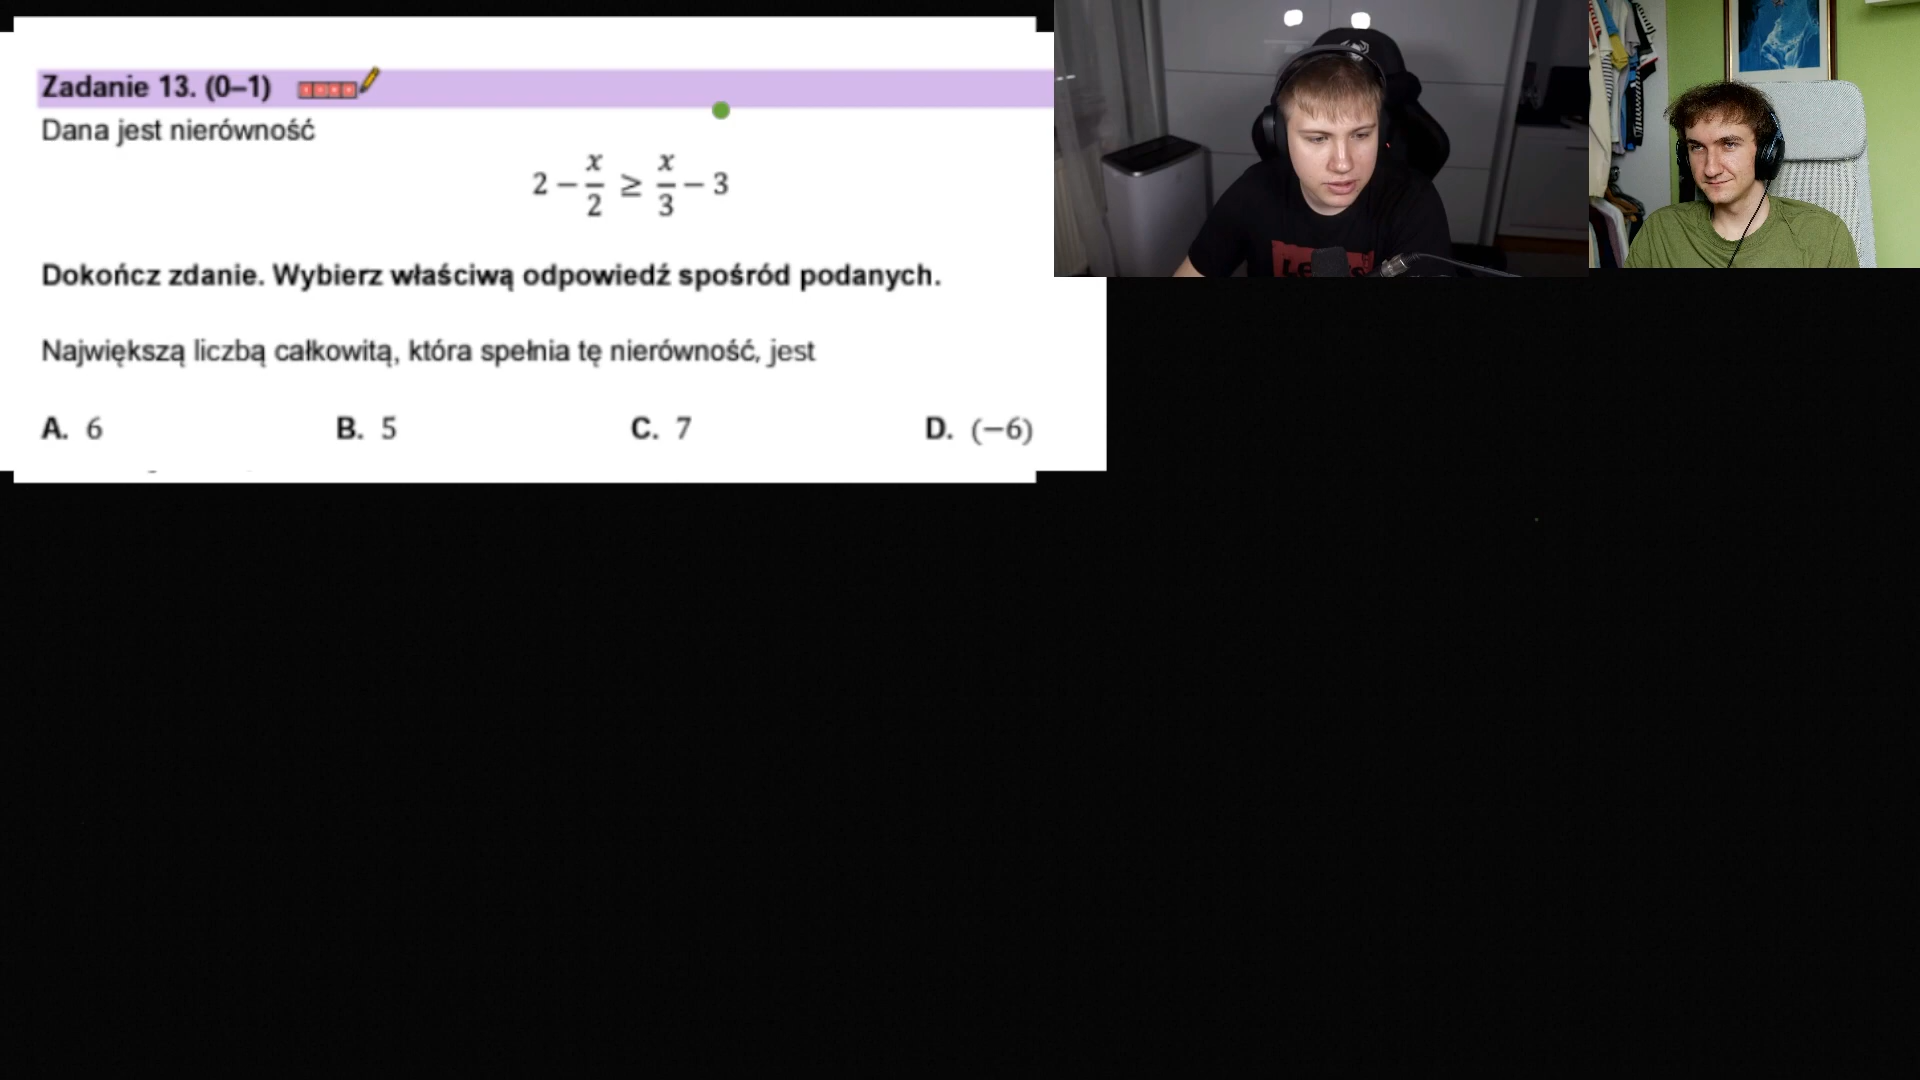 Zadanie 13. (0–1)
Dana jest nierówność
2 − x/2 ≥ x/3 − 3
Dokończ zdanie. Wybierz właściwą odpowiedź spośród podanych.
Największą liczbą całkowitą, która spełnia tę nierówność, jest
A. 6 B. 5 C. 7 D. (−6)